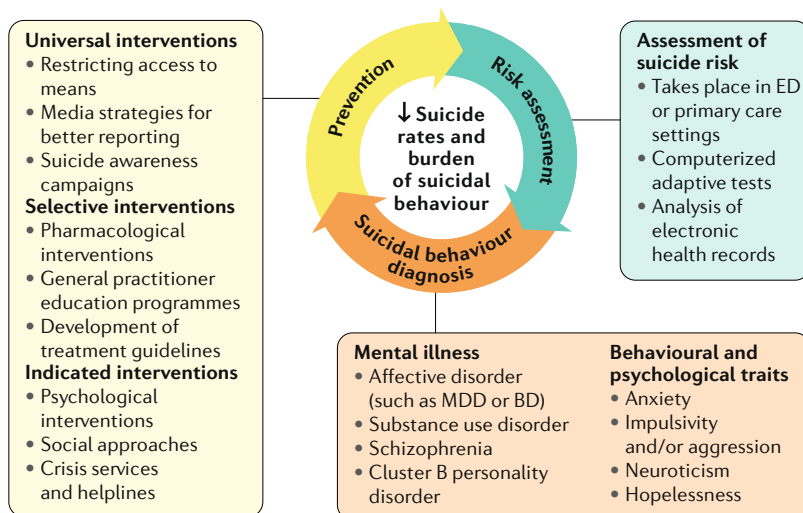 Universal interventions
• Restricting access to
means
• Media strategies for
better reporting
• Suicide awareness
campaigns
Selective interventions
• Pharmacological
interventions
• General practitioner
education programmes
• Development of
treatment guidelines
Indicated interventions
• Psychological
interventions
• Social approaches
• Crisis services
and helplines
Prevention
Risk assessment
Suicidal behaviour
diagnosis
↓ Suicide
rates and
burden
of suicidal
behaviour
Assessment of
suicide risk
• Takes place in ED
or primary care
settings
• Computerized
adaptive tests
• Analysis of
electronic
health records
Mental illness
• Affective disorder
(such as MDD or BD)
• Substance use disorder
• Schizophrenia
• Cluster B personality
disorder
Behavioural and
psychological traits
• Anxiety
• Impulsivity
and/or aggression
• Neuroticism
• Hopelessness